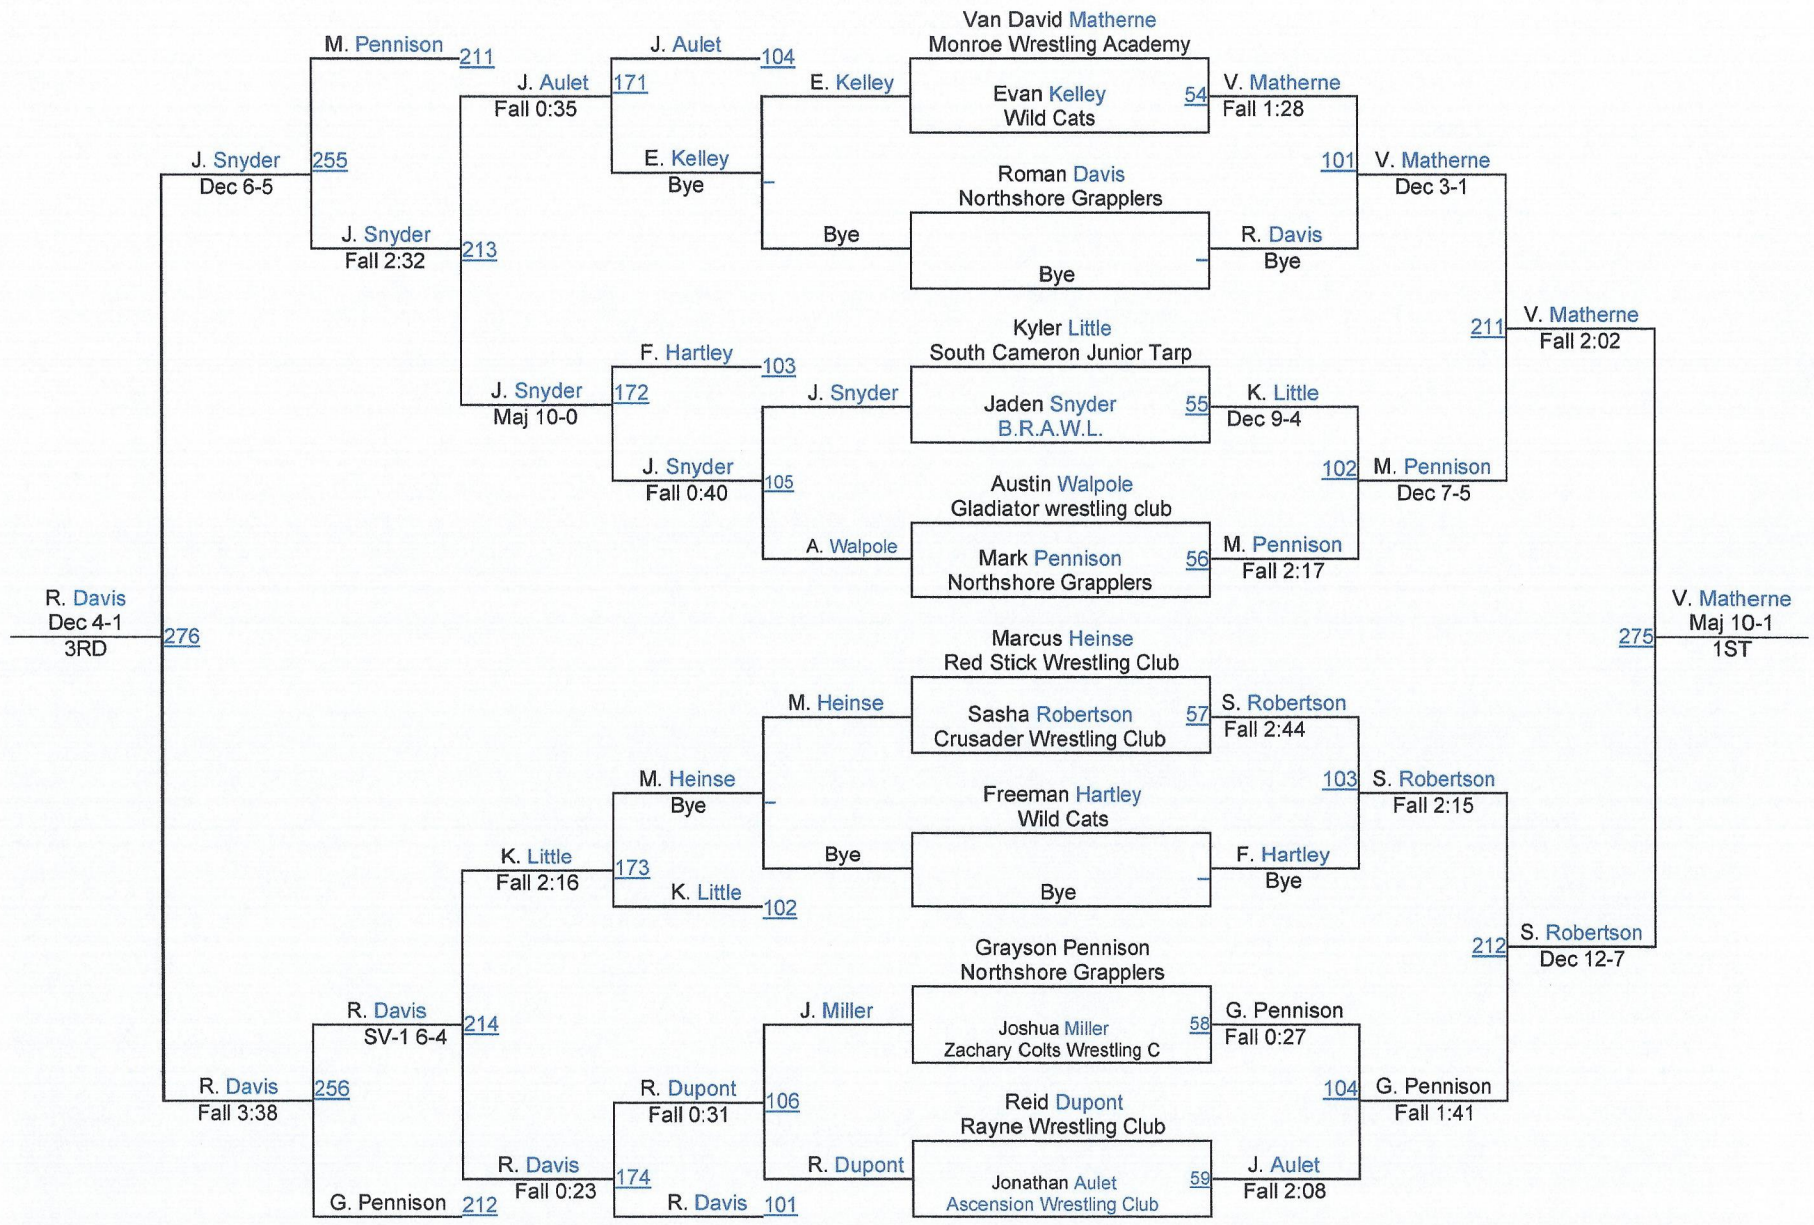 Van David Matherne
M. Pennison 211 J. Aulet 104 Monroe Wrestling Academy
J. Aulet 171 E. Kelley Evan Kelley 54 V. Matherne
Fall 0:35 Wild Cats Fall 1:28
J. Snyder 255 E. Kelley Roman Davis 101 V. Matherne
Dec 6-5 Bye - Northshore Grapplers Dec 3-1
J. Snyder 213 Bye R. Davis
Fall 2:32 Bye - Bye
Kyler Little 211 V. Matherne
F. Hartley 103 South Cameron Junior Tarp Fall 2:02
J. Snyder 172 J. Snyder Jaden Snyder 55 K. Little
Maj 10-0 B.R.A.W.L. Dec 9-4
J. Snyder 105 Austin Walpole 102 M. Pennison
Fall 0:40 Gladiator wrestling club Dec 7-5
A. Walpole Mark Pennison 56 M. Pennison
Northshore Grapplers Fall 2:17
R. Davis V. Matherne
Dec 4-1 276 Marcus Heinse 275 Maj 10-1
3RD Red Stick Wrestling Club 1ST
M. Heinse Sasha Robertson 57 S. Robertson
Crusader Wrestling Club Fall 2:44
M. Heinse Freeman Hartley 103 S. Robertson
Bye - Wild Cats Fall 2:15
K. Little 173 Bye F. Hartley
Fall 2:16 Bye - Bye
K. Little 102
Grayson Pennison 212 S. Robertson
Northshore Grapplers Dec 12-7
R. Davis 214 J. Miller Joshua Miller 58 G. Pennison
SV-1 6-4 Zachary Colts Wrestling C Fall 0:27
R. Davis 256 R. Dupont 106 Reid Dupont 104 G. Pennison
Fall 3:38 Fall 0:31 Rayne Wrestling Club Fall 1:41
R. Davis 174 R. Dupont Jonathan Aulet 59 J. Aulet
Fall 0:23 Ascension Wrestling Club Fall 2:08
G. Pennison 212 R. Davis 101